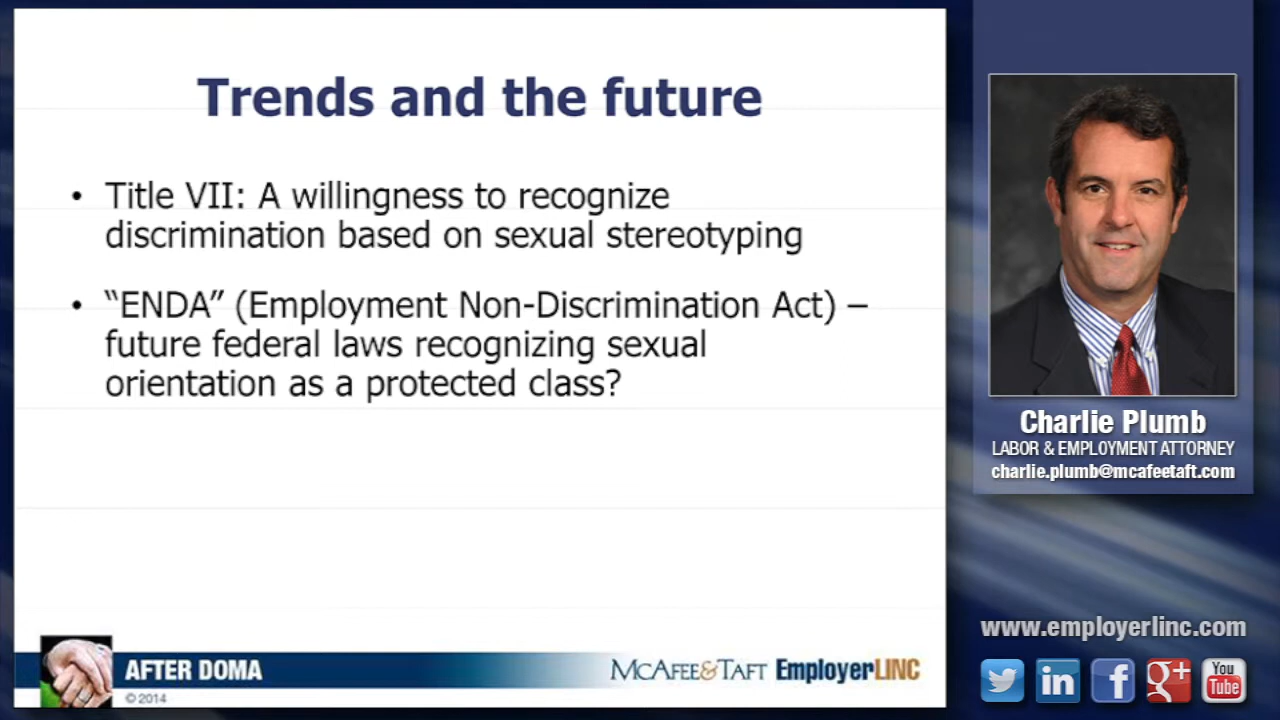 Trends and the future
• Title VII: A willingness to recognize
discrimination based on sexual stereotyping
• “ENDA” (Employment Non-Discrimination Act) –
future federal laws recognizing sexual
orientation as a protected class?
AFTER DOMA
MCAFEE&TAFT EmployerLINC
© 2014
Charlie Plumb
LABOR & EMPLOYMENT ATTORNEY
charlie.plumb@mcafeetaft.com
www.employerlinc.com
in f g+ You
Tube